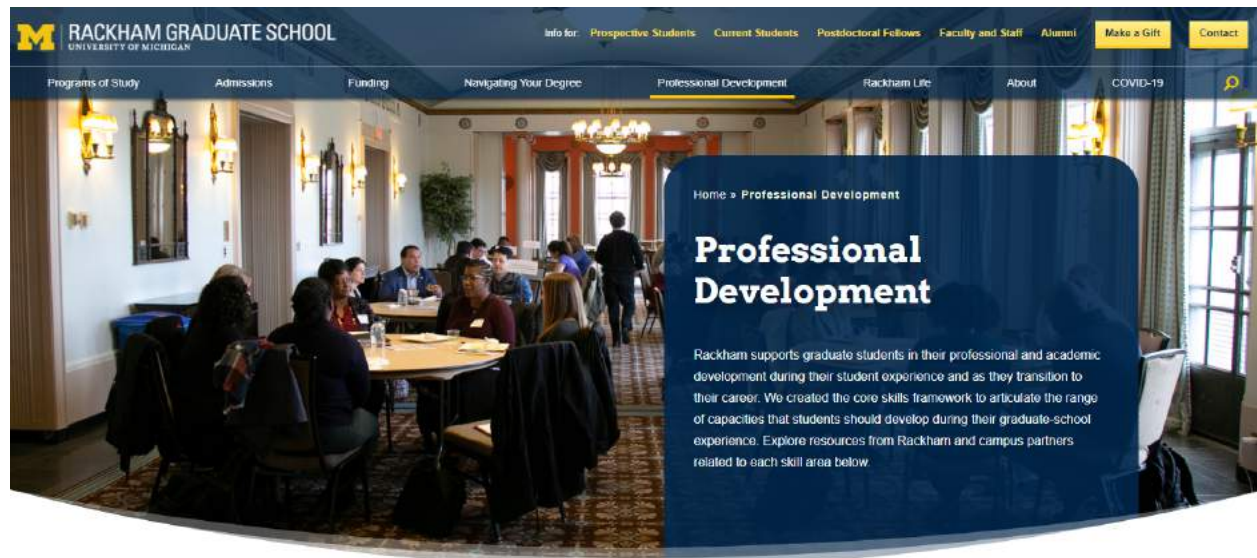 M RACKHAM GRADUATE SCHOOL
UNIVERSITY OF MICHIGAN
Info for: Prospective Students Current Students Postdoctoral Fellows Faculty and Staff Alumni Make a Gift Contact
Programs of Study Admissions Funding Navigating Your Degree Professional Development Rackham Life About COVID-19
Home » Professional Development
Professional
Development
Rackham supports graduate students in their professional and academic
development during their student experience and as they transition to
their career. We created the core skills framework to articulate the range
of capacities that students should develop during their graduate-school
experience. Explore resources from Rackham and campus partners
related to each skill area below.